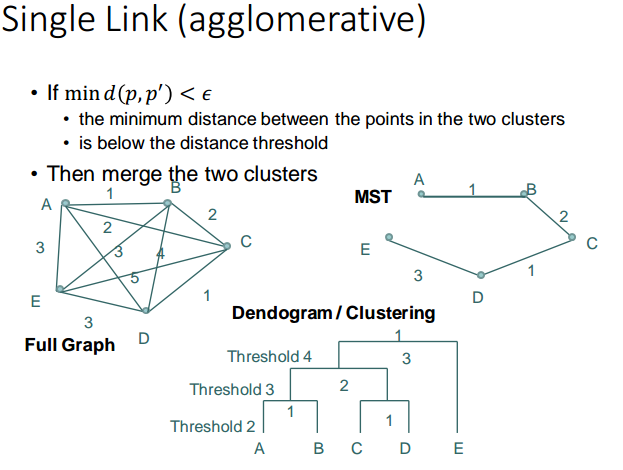 Single Link (agglomerative)
• If min d(p, p′) < ϵ
• the minimum distance between the points in the two clusters
• is below the distance threshold
• Then merge the two clusters
A
1
B
2
C
2
3
3
4
5
1
E
3
D
Full Graph
MST
A
1
B
2
C
E
3
D
1
Dendogram / Clustering
1
Threshold 4
3
Threshold 3
2
Threshold 2
1
1
A B C D E